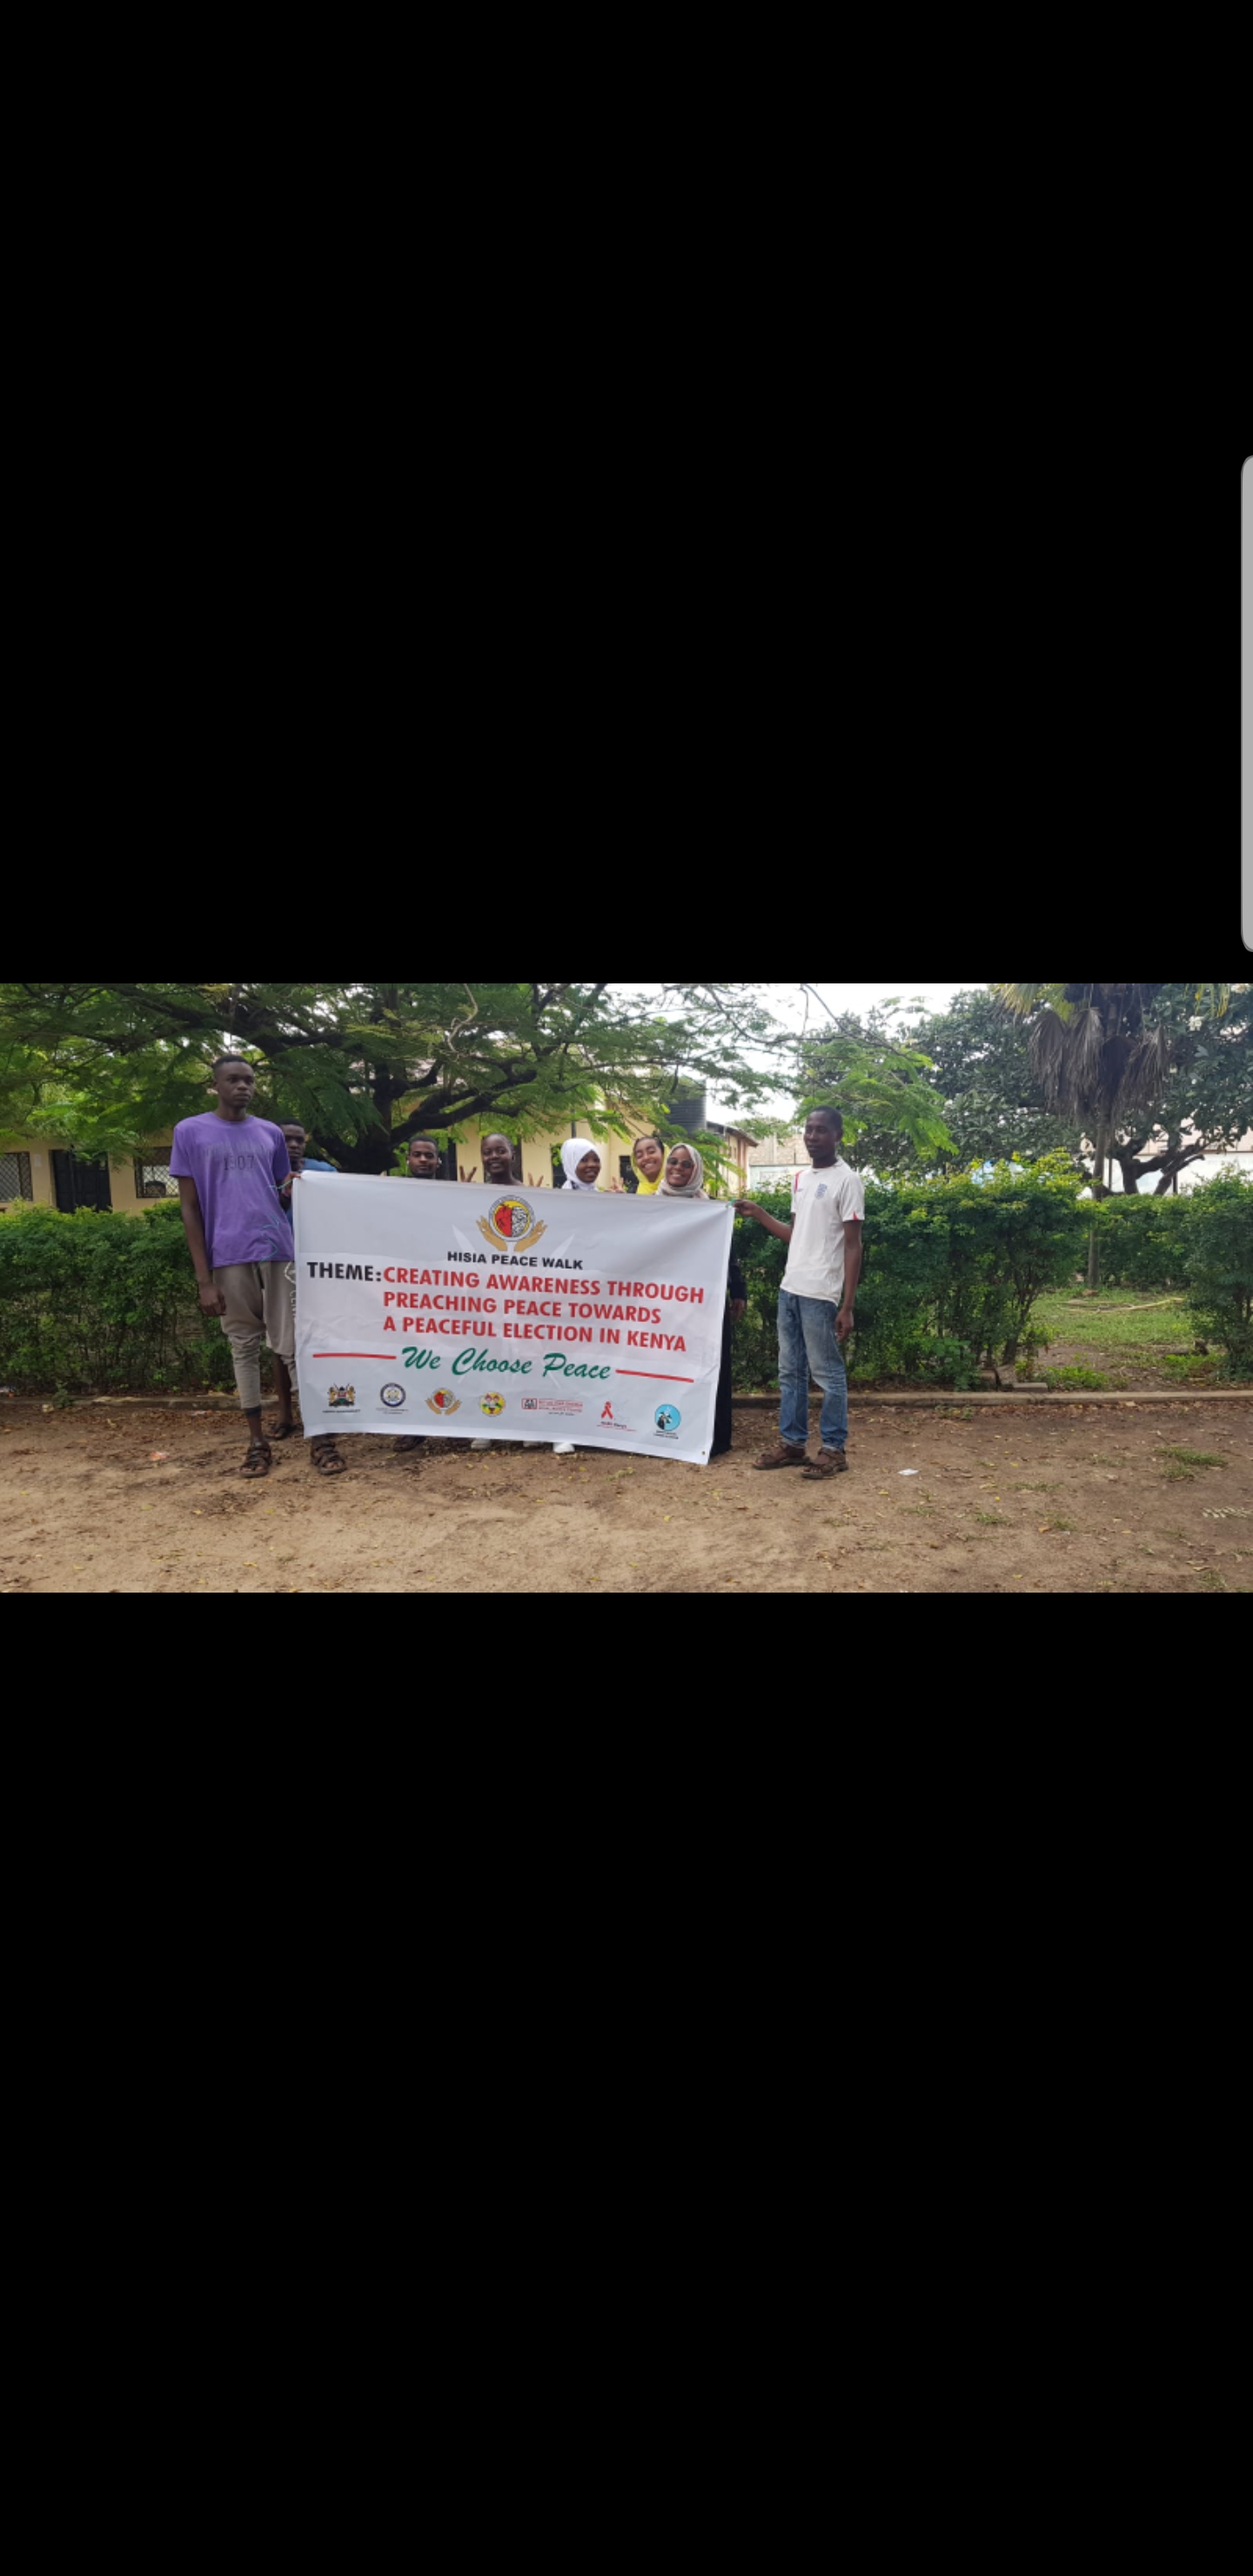 HISIA PEACE WALK
THEME: CREATING AWARENESS THROUGH
PREACHING PEACE TOWARDS
A PEACEFUL ELECTION IN KENYA
We Choose Peace